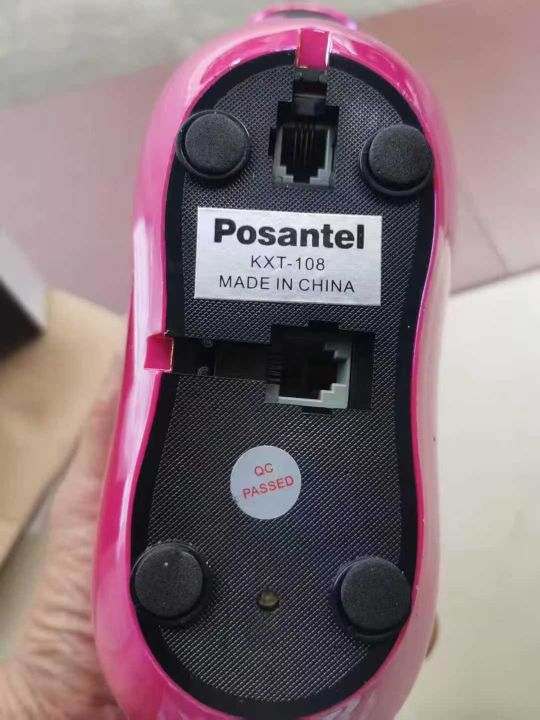 Posantel
KXT-108
MADE IN CHINA
QC
PASSED